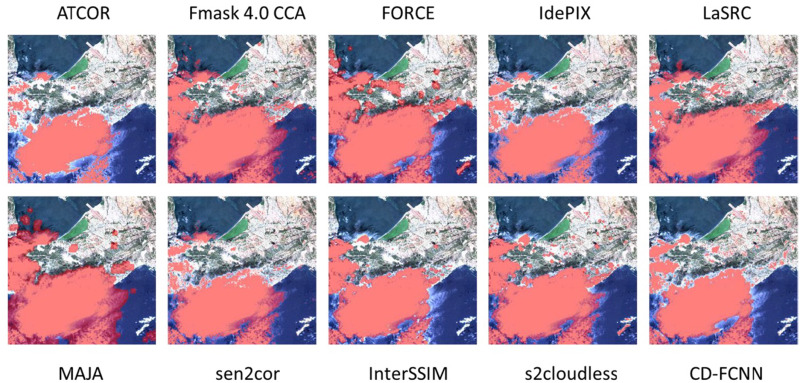 ATCOR Fmask 4.0 CCA FORCE IdePIX LaSRC
MAJA sen2cor InterSSIM s2cloudless CD-FCNN